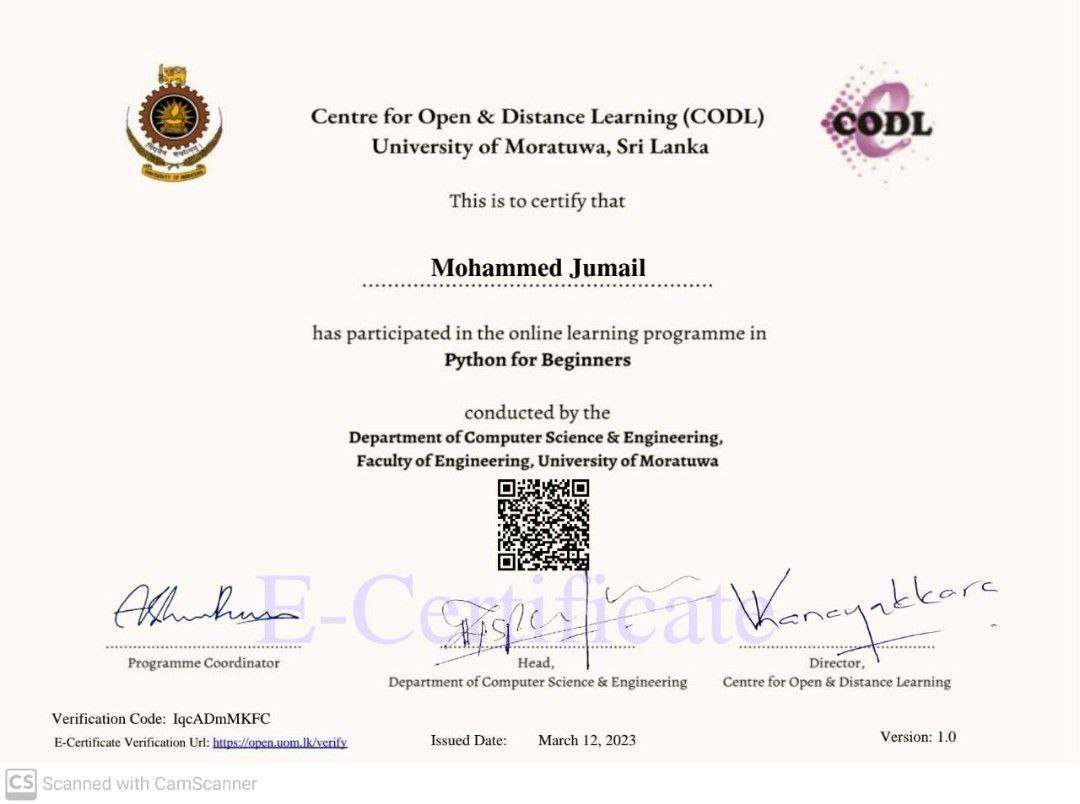 Centre for Open & Distance Learning (CODL)
University of Moratuwa, Sri Lanka
CODL
UNIVERSITY OF MORATUWA
This is to certify that
Mohammed Jumail
has participated in the online learning programme in
Python for Beginners
conducted by the
Department of Computer Science & Engineering,
Faculty of Engineering, University of Moratuwa
E-Certificate
Programme Coordinator
Head,
Department of Computer Science & Engineering
Director,
Centre for Open & Distance Learning
Verification Code: IqcADmMKFC
E-Certificate Verification Url: https://open.uom.lk/verify
Issued Date: March 12, 2023
Version: 1.0
CS Scanned with CamScanner